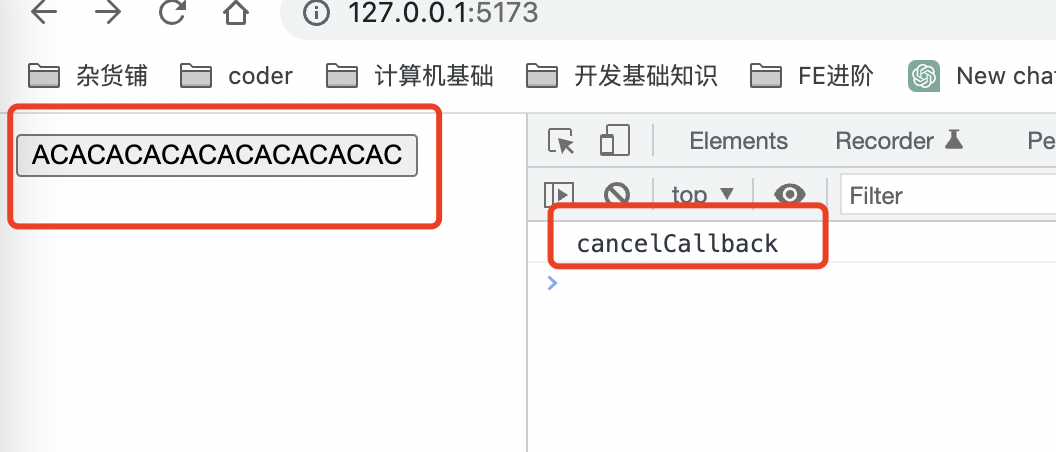 127.0.0.1:5173
杂货铺 coder 计算机基础 开发基础知识 FE进阶 New chat
ACACACACACACACACACAC
Elements Recorder Pe
top Filter
cancelCallback